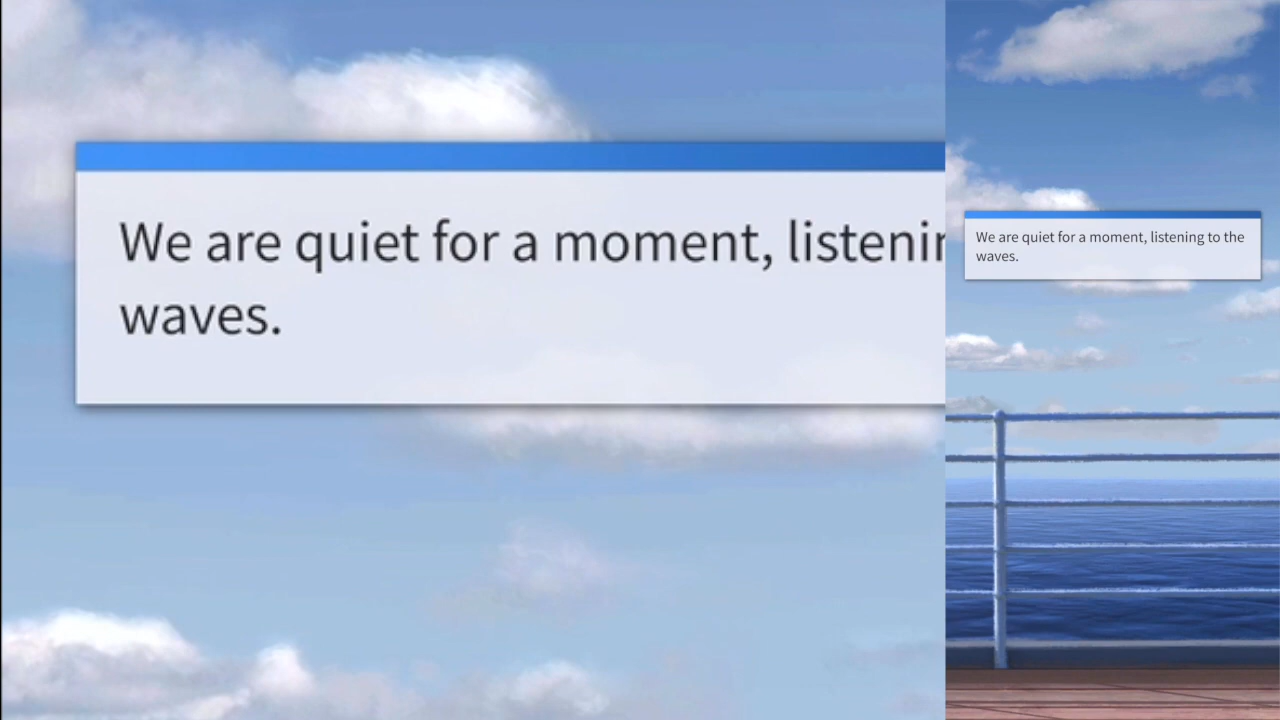 We are quiet for a moment, listenin
waves.
We are quiet for a moment, listening to the
waves.